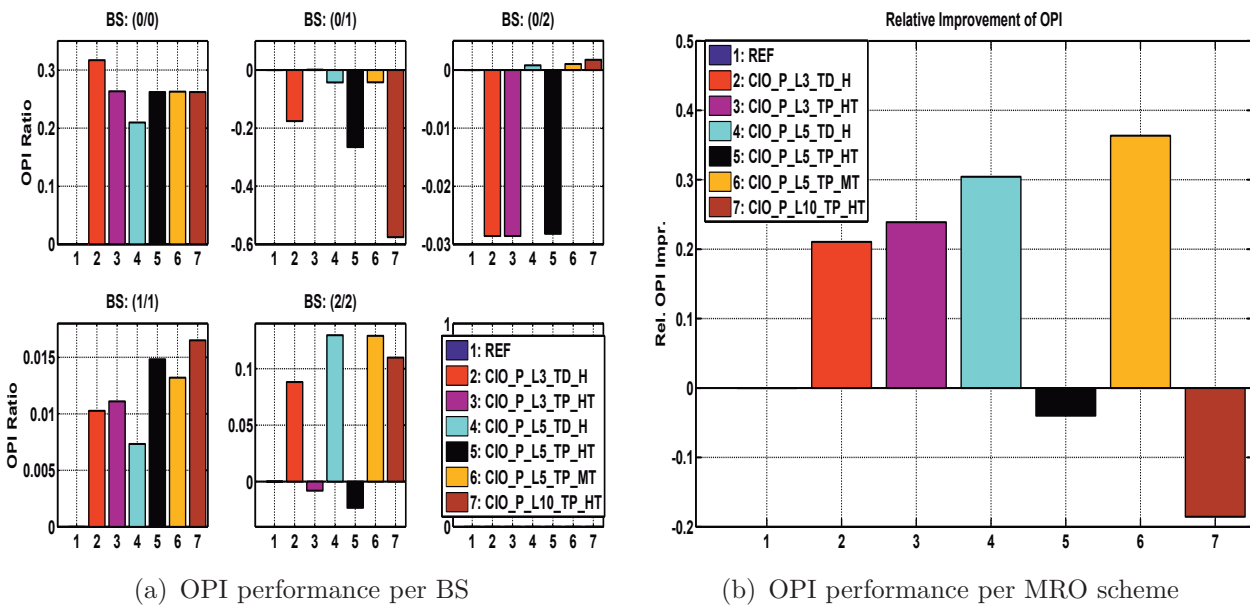 BS: (0/0)
0.3
0.2
0.1
0
OPI Ratio
1 2 3 4 5 6 7
BS: (0/1)
0
-0.2
-0.4
-0.6
1 2 3 4 5 6 7
BS: (0/2)
0
-0.01
-0.02
-0.03
1 2 3 4 5 6 7
BS: (1/1)
0.015
0.01
0.005
0
OPI Ratio
1 2 3 4 5 6 7
BS: (2/2)
0.1
0.05
0
1 2 3 4 5 6 7
1
0
1: REF
2: CIO_P_L3_TD_H
3: CIO_P_L3_TP_HT
4: CIO_P_L5_TD_H
5: CIO_P_L5_TP_HT
6: CIO_P_L5_TP_MT
7: CIO_P_L10_TP_HT
1 2 3 4 5 6 7
(a) OPI performance per BS
Relative Improvement of OPI
0.5
0.4
0.3
0.2
0.1
0
-0.1
-0.2
Rel. OPI Impr.
1: REF
2: CIO_P_L3_TD_H
3: CIO_P_L3_TP_HT
4: CIO_P_L5_TD_H
5: CIO_P_L5_TP_HT
6: CIO_P_L5_TP_MT
7: CIO_P_L10_TP_HT
1 2 3 4 5 6 7
(b) OPI performance per MRO scheme